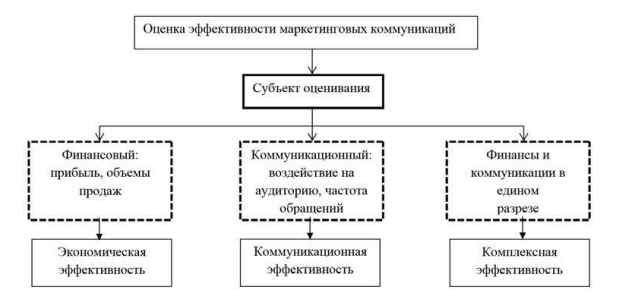 Оценка эффективности маркетинговых коммуникаций
Субъект оценивания
Финансовый:
прибыль, объемы
продаж
Коммуникационный:
воздействие на
аудиторию, частота
обращений
Финансы и
коммуникации в
едином
разрезе
Экономическая
эффективность
Коммуникационная
эффективность
Комплексная
эффективность